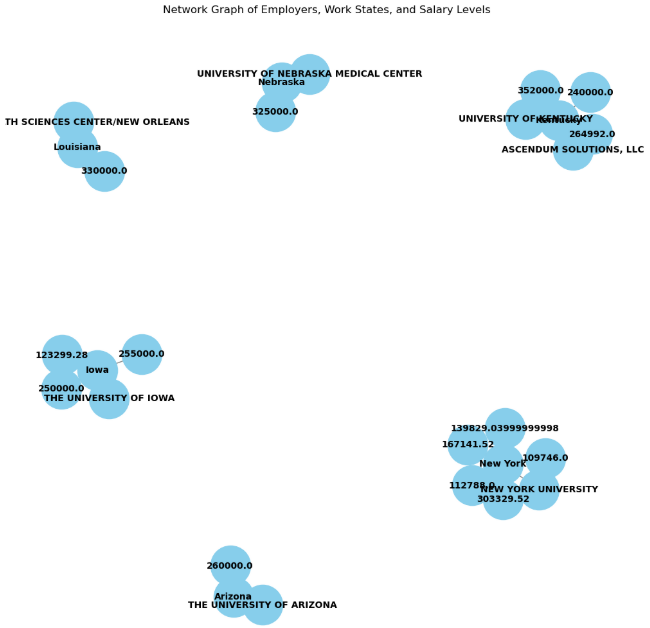 Network Graph of Employers, Work States, and Salary Levels
UNIVERSITY OF NEBRASKA MEDICAL CENTER
Nebraska
325000.0
352000.0
240000.0
UNIVERSITY OF KENTUCKY
Kentucky
264992.0
ASCENDUM SOLUTIONS, LLC
TH SCIENCES CENTER/NEW ORLEANS
Louisiana
330000.0
123299.28
255000.0
Iowa
250000.0
THE UNIVERSITY OF IOWA
139829.03999999998
167141.52
109746.0
New York
112788.0
NEW YORK UNIVERSITY
303329.52
260000.0
Arizona
THE UNIVERSITY OF ARIZONA